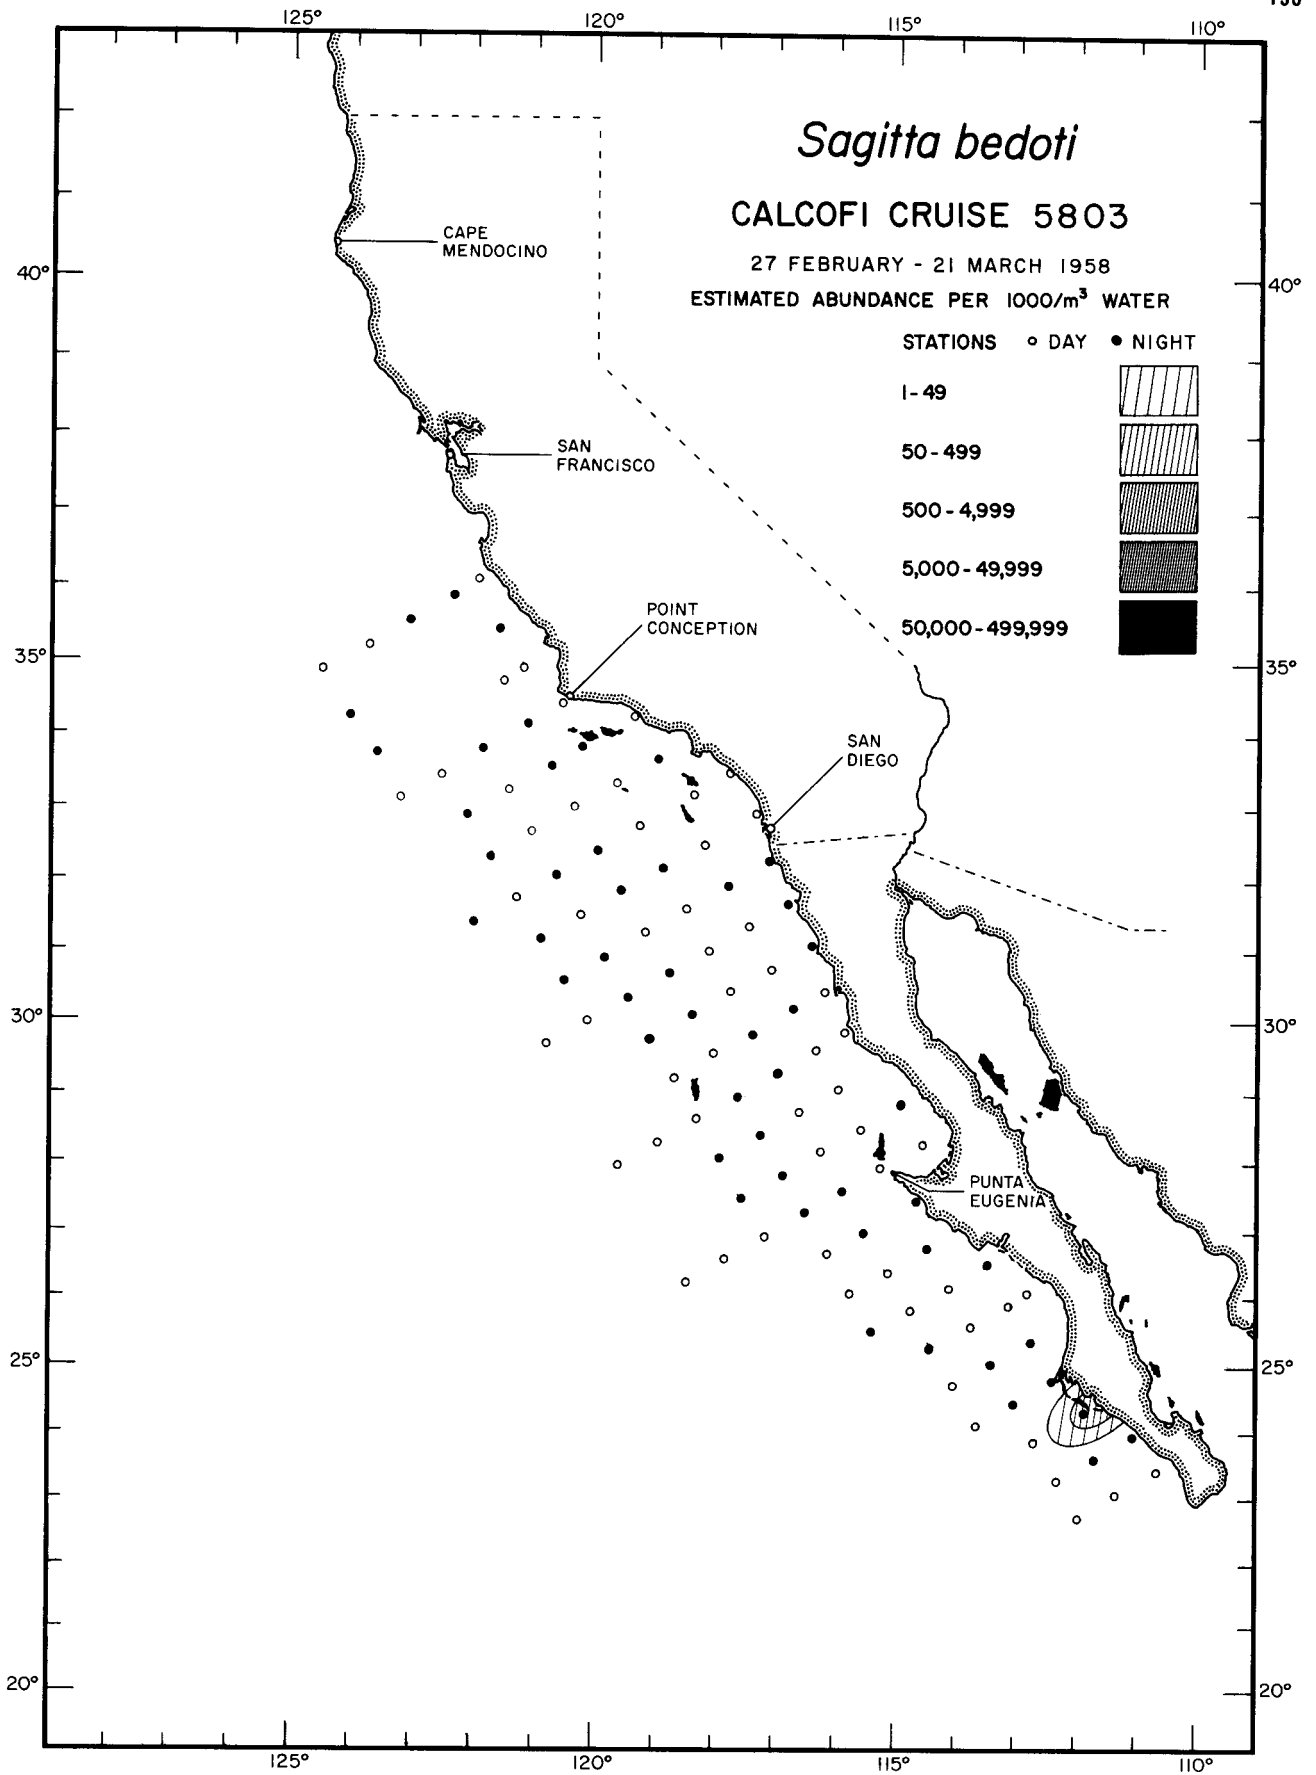 125° 120° 115° 110°
Sagitta bedoti
CALCOFI CRUISE 5803
27 FEBRUARY - 21 MARCH 1958
ESTIMATED ABUNDANCE PER 1000/m³ WATER
STATIONS ○ DAY ● NIGHT
1-49
50-499
500-4,999
5,000-49,999
50,000-499,999
CAPE
MENDOCINO
40° 40°
SAN
FRANCISCO
POINT
CONCEPTION
35° 35°
SAN
DIEGO
30° 30°
PUNTA
EUGENIA
25° 25°
20° 20°
125° 120° 115° 110°